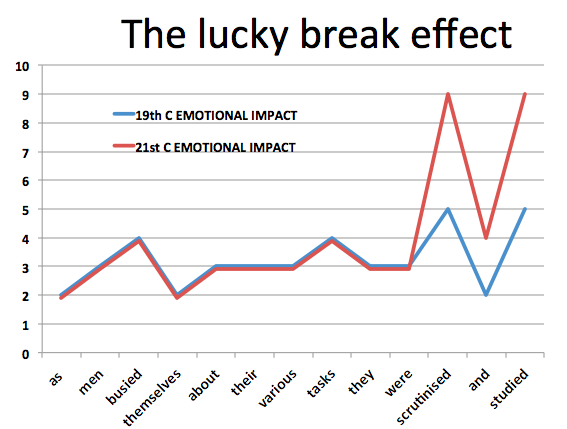 The lucky break effect
10
9
8
7
6
5
4
3
2
1
0
19th C EMOTIONAL IMPACT
21st C EMOTIONAL IMPACT
as
men
busied
themselves
about
their
various
tasks
they
were
scrutinised
and
studied